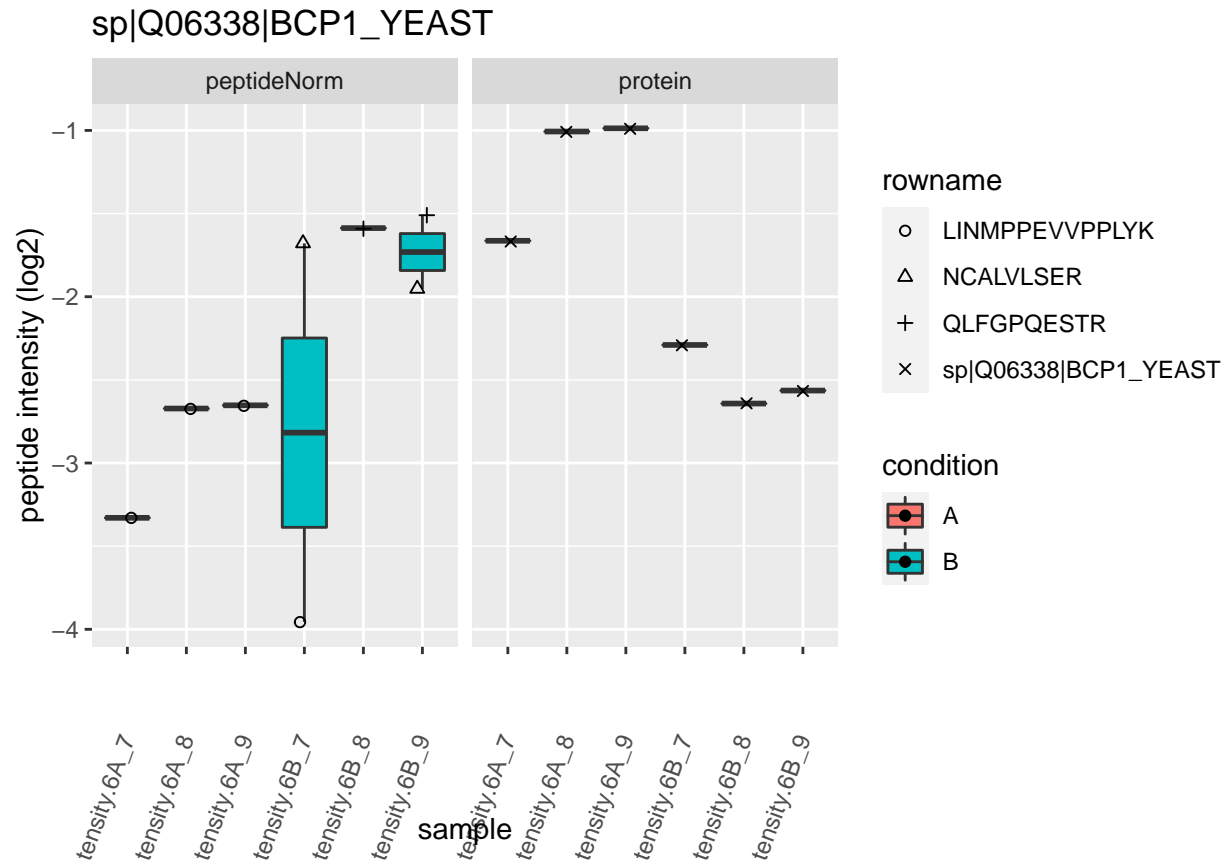 sp|Q06338|BCP1_YEAST
peptideNorm
protein
peptide intensity (log2)
−1
−2
−3
−4
tensity.6A_7
tensity.6A_8
tensity.6A_9
tensity.6B_7
tensity.6B_8
tensity.6B_9
tensity.6A_7
tensity.6A_8
tensity.6A_9
tensity.6B_7
tensity.6B_8
tensity.6B_9
sample
rowname
LINMPPEVVPPLYK
NCALVLSER
QLFGPQESTR
sp|Q06338|BCP1_YEAST
condition
A
B